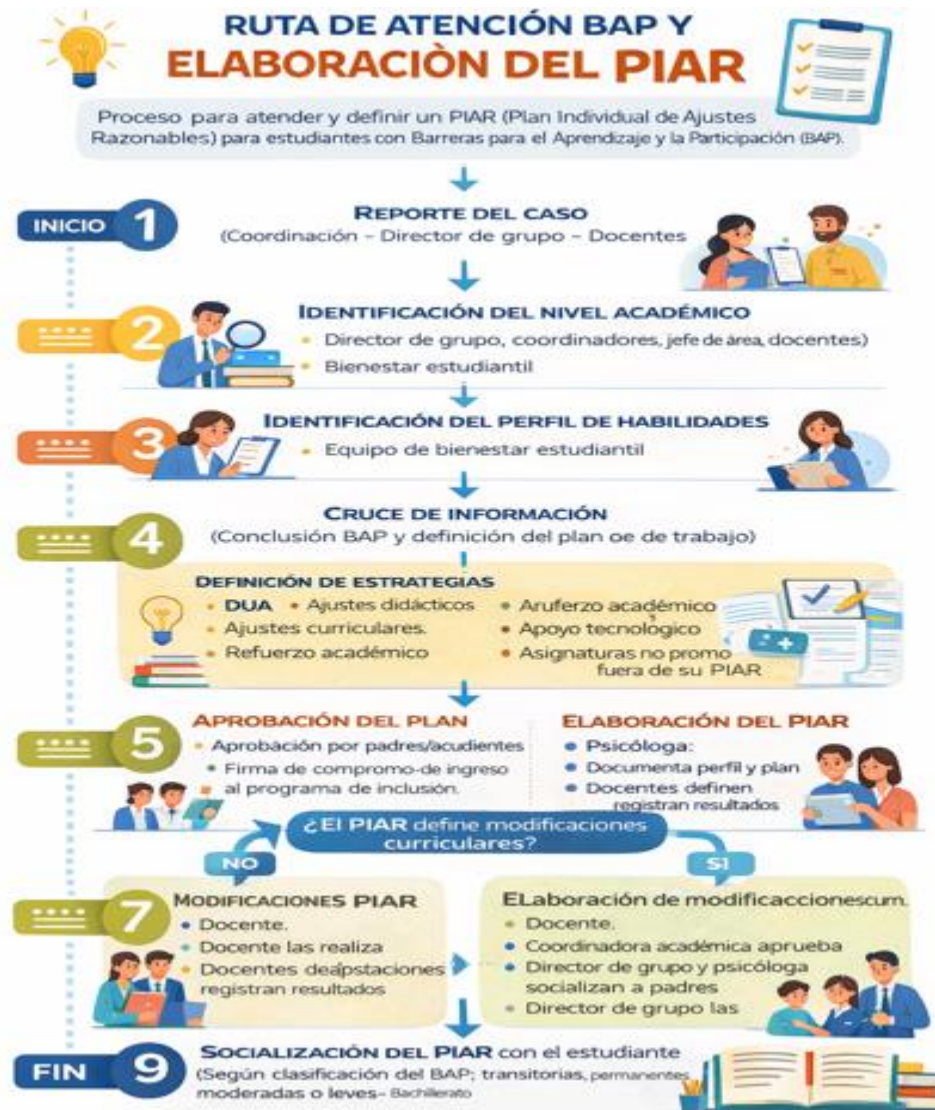 RUTA DE ATENCIÓN BAP Y
ELABORACIÒN DEL PIAR
Proceso para atender y definir un PIAR (Plan Individual de Ajustes
Razonables) para estudiantes con Barreras para el Aprendizaje y la Participación (BAP).
INICIO 1
REPORTE DEL CASO
(Coordinación – Director de grupo – Docentes
2
IDENTIFICACIÓN DEL NIVEL ACADÉMICO
• Director de grupo, coordinadores, jefe de área, docentes)
• Bienestar estudiantil
3
IDENTIFICACIÓN DEL PERFIL DE HABILIDADES
• Equipo de bienestar estudiantil
4
CRUCE DE INFORMACIÓN
(Conclusión BAP y definición del plan oe de trabajo)
DEFINICIÓN DE ESTRATEGIAS
• DUA • Ajustes didácticos
• Ajustes curriculares.
• Refuerzo académico
• Aruferzo académico
• Apoyo tecnològico
• Asignaturas no promo
fuera de su PIAR
5
APROBACIÓN DEL PLAN
• Aprobación por padres/acudientes
• Firma de compromo-de ingreso
al programa de inclusión.
ELABORACIÓN DEL PIAR
• Psicóloga:
• Documenta perfil y plan
• Docentes definen
registran resultados
¿El PIAR define modificaciones
curriculares?
NO
SI
7
MODIFICACIONES PIAR
• Docente.
• Docente las realiza
• Docentes deaþstaciones
registran resultados
ELaboración de modificaccionescurn.
• Docente.
• Coordinadora académica aprueba
• Director de grupo y psicóloga
socializan a padres
• Director de grupo las
FIN 9
SOCIALIZACIÓN DEL PIAR con el estudiante
(Según clasificación del BAP; transitorias, permanentes
moderadas o leves– Bachillerato